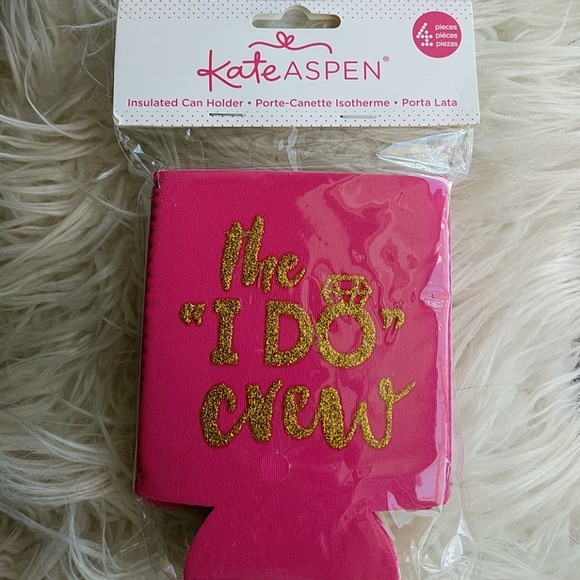 Kate ASPEN®
Insulated Can Holder • Porte-Canette Isotherme • Porta Lata
4 pieces
pièces
piezas
the
"I DO"
crew